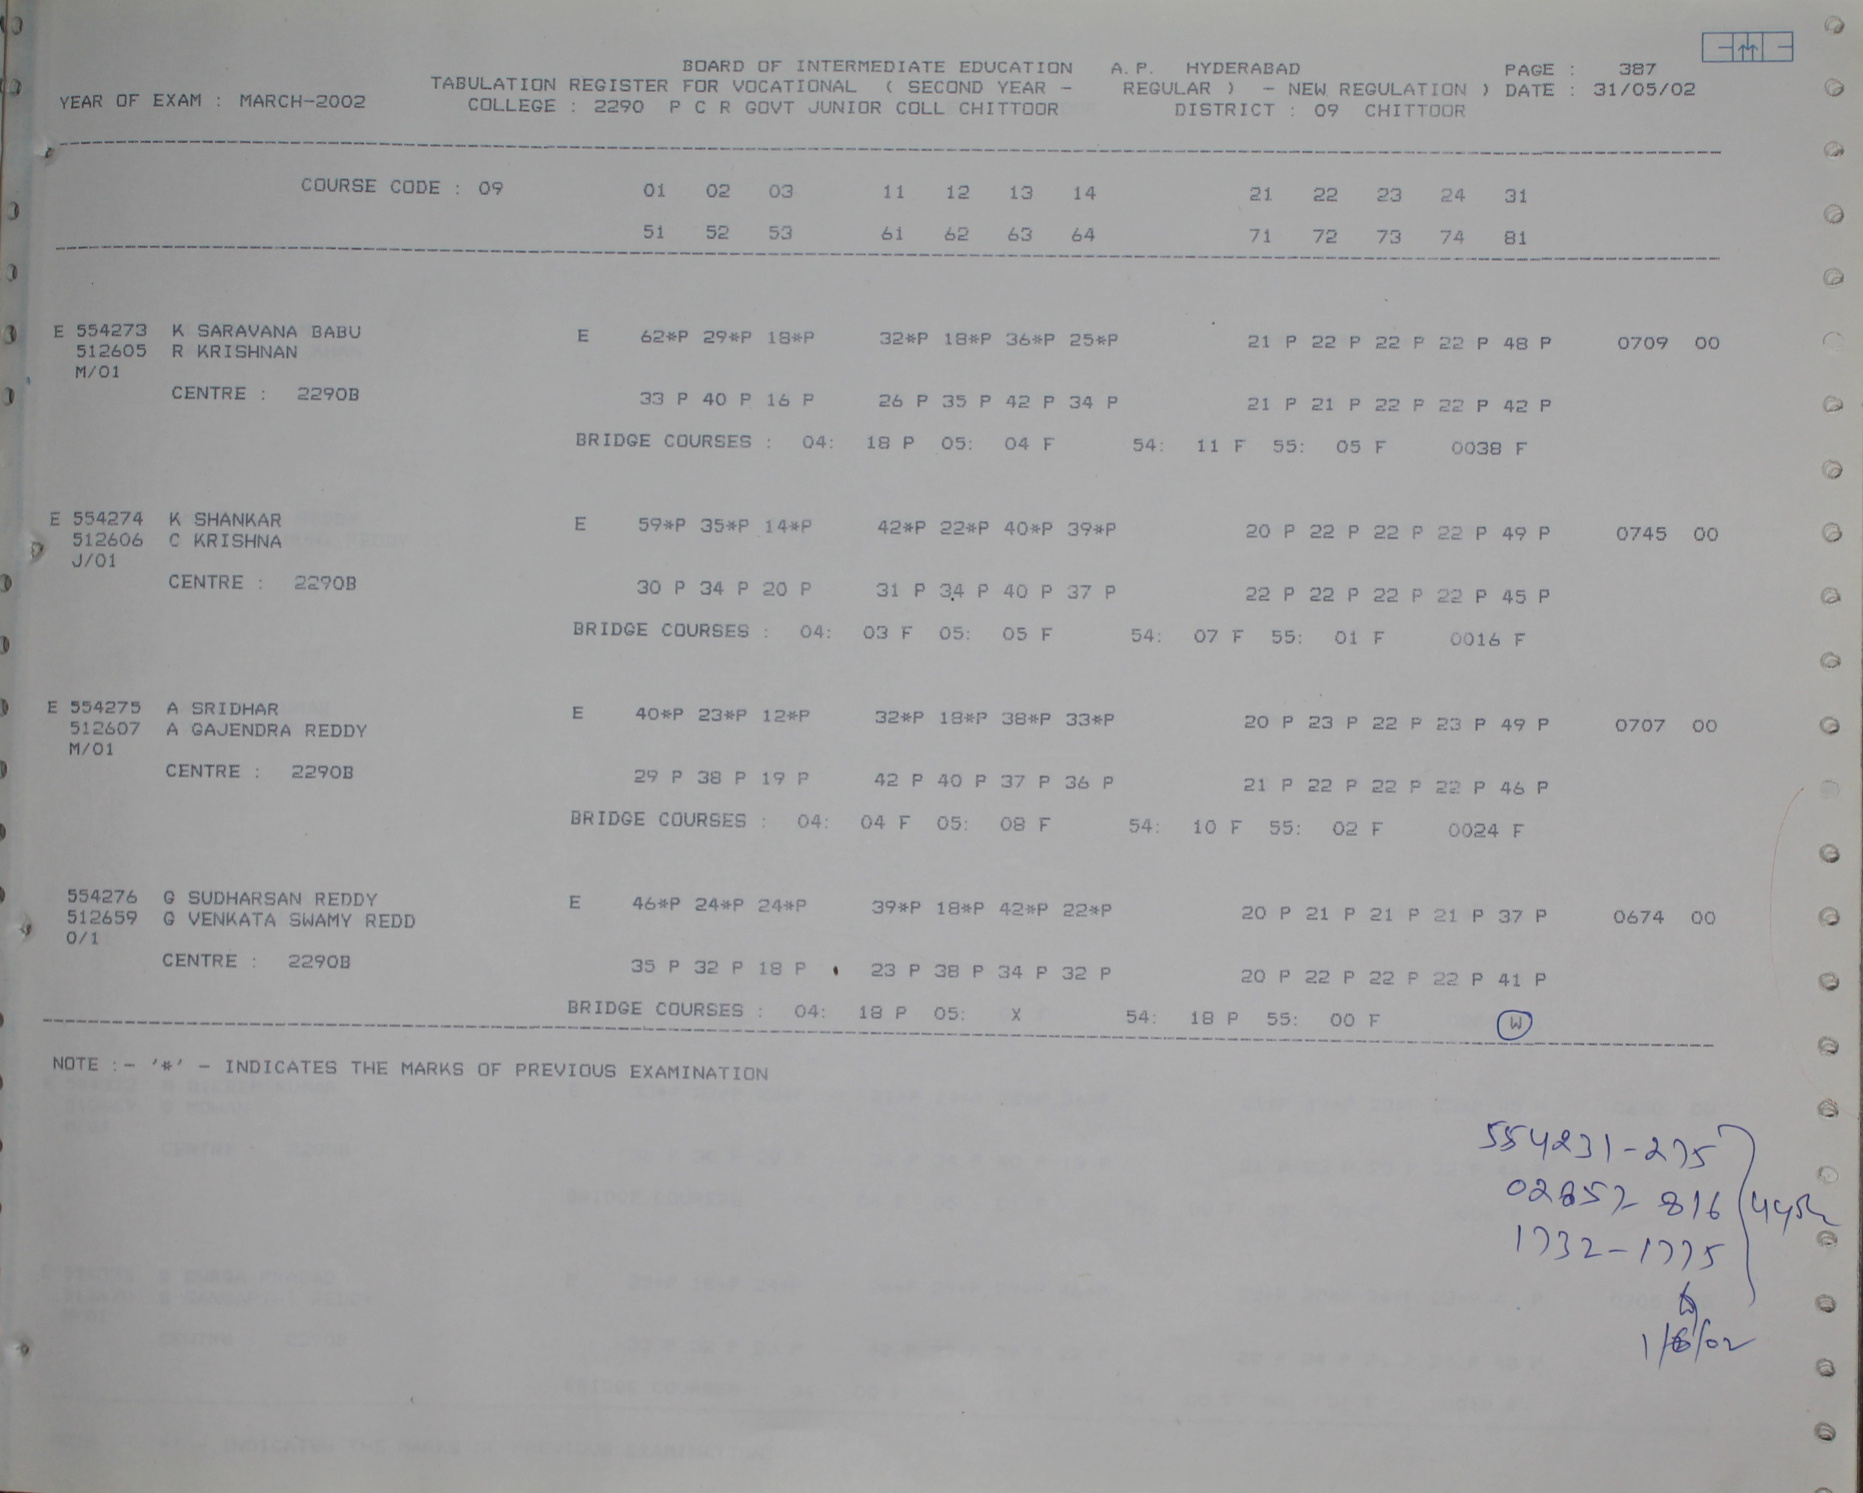 BOARD OF INTERMEDIATE EDUCATION A. P. HYDERABAD PAGE : 387
TABULATION REGISTER FOR VOCATIONAL ( SECOND YEAR - REGULAR ) - NEW REGULATION ) DATE : 31/05/02
YEAR OF EXAM : MARCH-2002 COLLEGE : 2290 P C R GOVT JUNIOR COLL CHITTOOR DISTRICT : 09 CHITTOOR
COURSE CODE : 09 01 02 03 11 12 13 14 21 22 23 24 31
51 52 53 61 62 63 64 71 72 73 74 81
E 554273 K SARAVANA BABU E 62*P 29*P 18*P 32*P 18*P 36*P 25*P 21 P 22 P 22 P 22 P 48 P 0709 00
512605 R KRISHNAN
M/01
CENTRE : 2290B 33 P 40 P 16 P 26 P 35 P 42 P 34 P 21 P 21 P 22 P 22 P 42 P
BRIDGE COURSES : 04: 18 P 05: 04 F 54: 11 F 55: 05 F 0038 F
E 554274 K SHANKAR E 59*P 35*P 14*P 42*P 22*P 40*P 39*P 20 P 22 P 22 P 22 P 49 P 0745 00
512606 C KRISHNA
J/01
CENTRE : 2290B 30 P 34 P 20 P 31 P 34 P 40 P 37 P 22 P 22 P 22 P 22 P 45 P
BRIDGE COURSES : 04: 03 F 05: 05 F 54: 07 F 55: 01 F 0016 F
E 554275 A SRIDHAR E 40*P 23*P 12*P 32*P 18*P 38*P 33*P 20 P 23 P 22 P 23 P 49 P 0707 00
512607 A GAJENDRA REDDY
M/01
CENTRE : 2290B 29 P 38 P 19 P 42 P 40 P 37 P 36 P 21 P 22 P 22 P 22 P 46 P
BRIDGE COURSES : 04: 04 F 05: 08 F 54: 10 F 55: 02 F 0024 F
554276 G SUDHARSAN REDDY E 46*P 24*P 24*P 39*P 18*P 42*P 22*P 20 P 21 P 21 P 21 P 37 P 0674 00
512659 G VENKATA SWAMY REDD
0/1
CENTRE : 2290B 35 P 32 P 18 P 23 P 38 P 34 P 32 P 20 P 22 P 22 P 22 P 41 P
BRIDGE COURSES : 04: 18 P 05: X 54: 18 P 55: 00 F W
NOTE :- '*' - INDICATES THE MARKS OF PREVIOUS EXAMINATION
554231-275
816
1732-1775
1/6/02